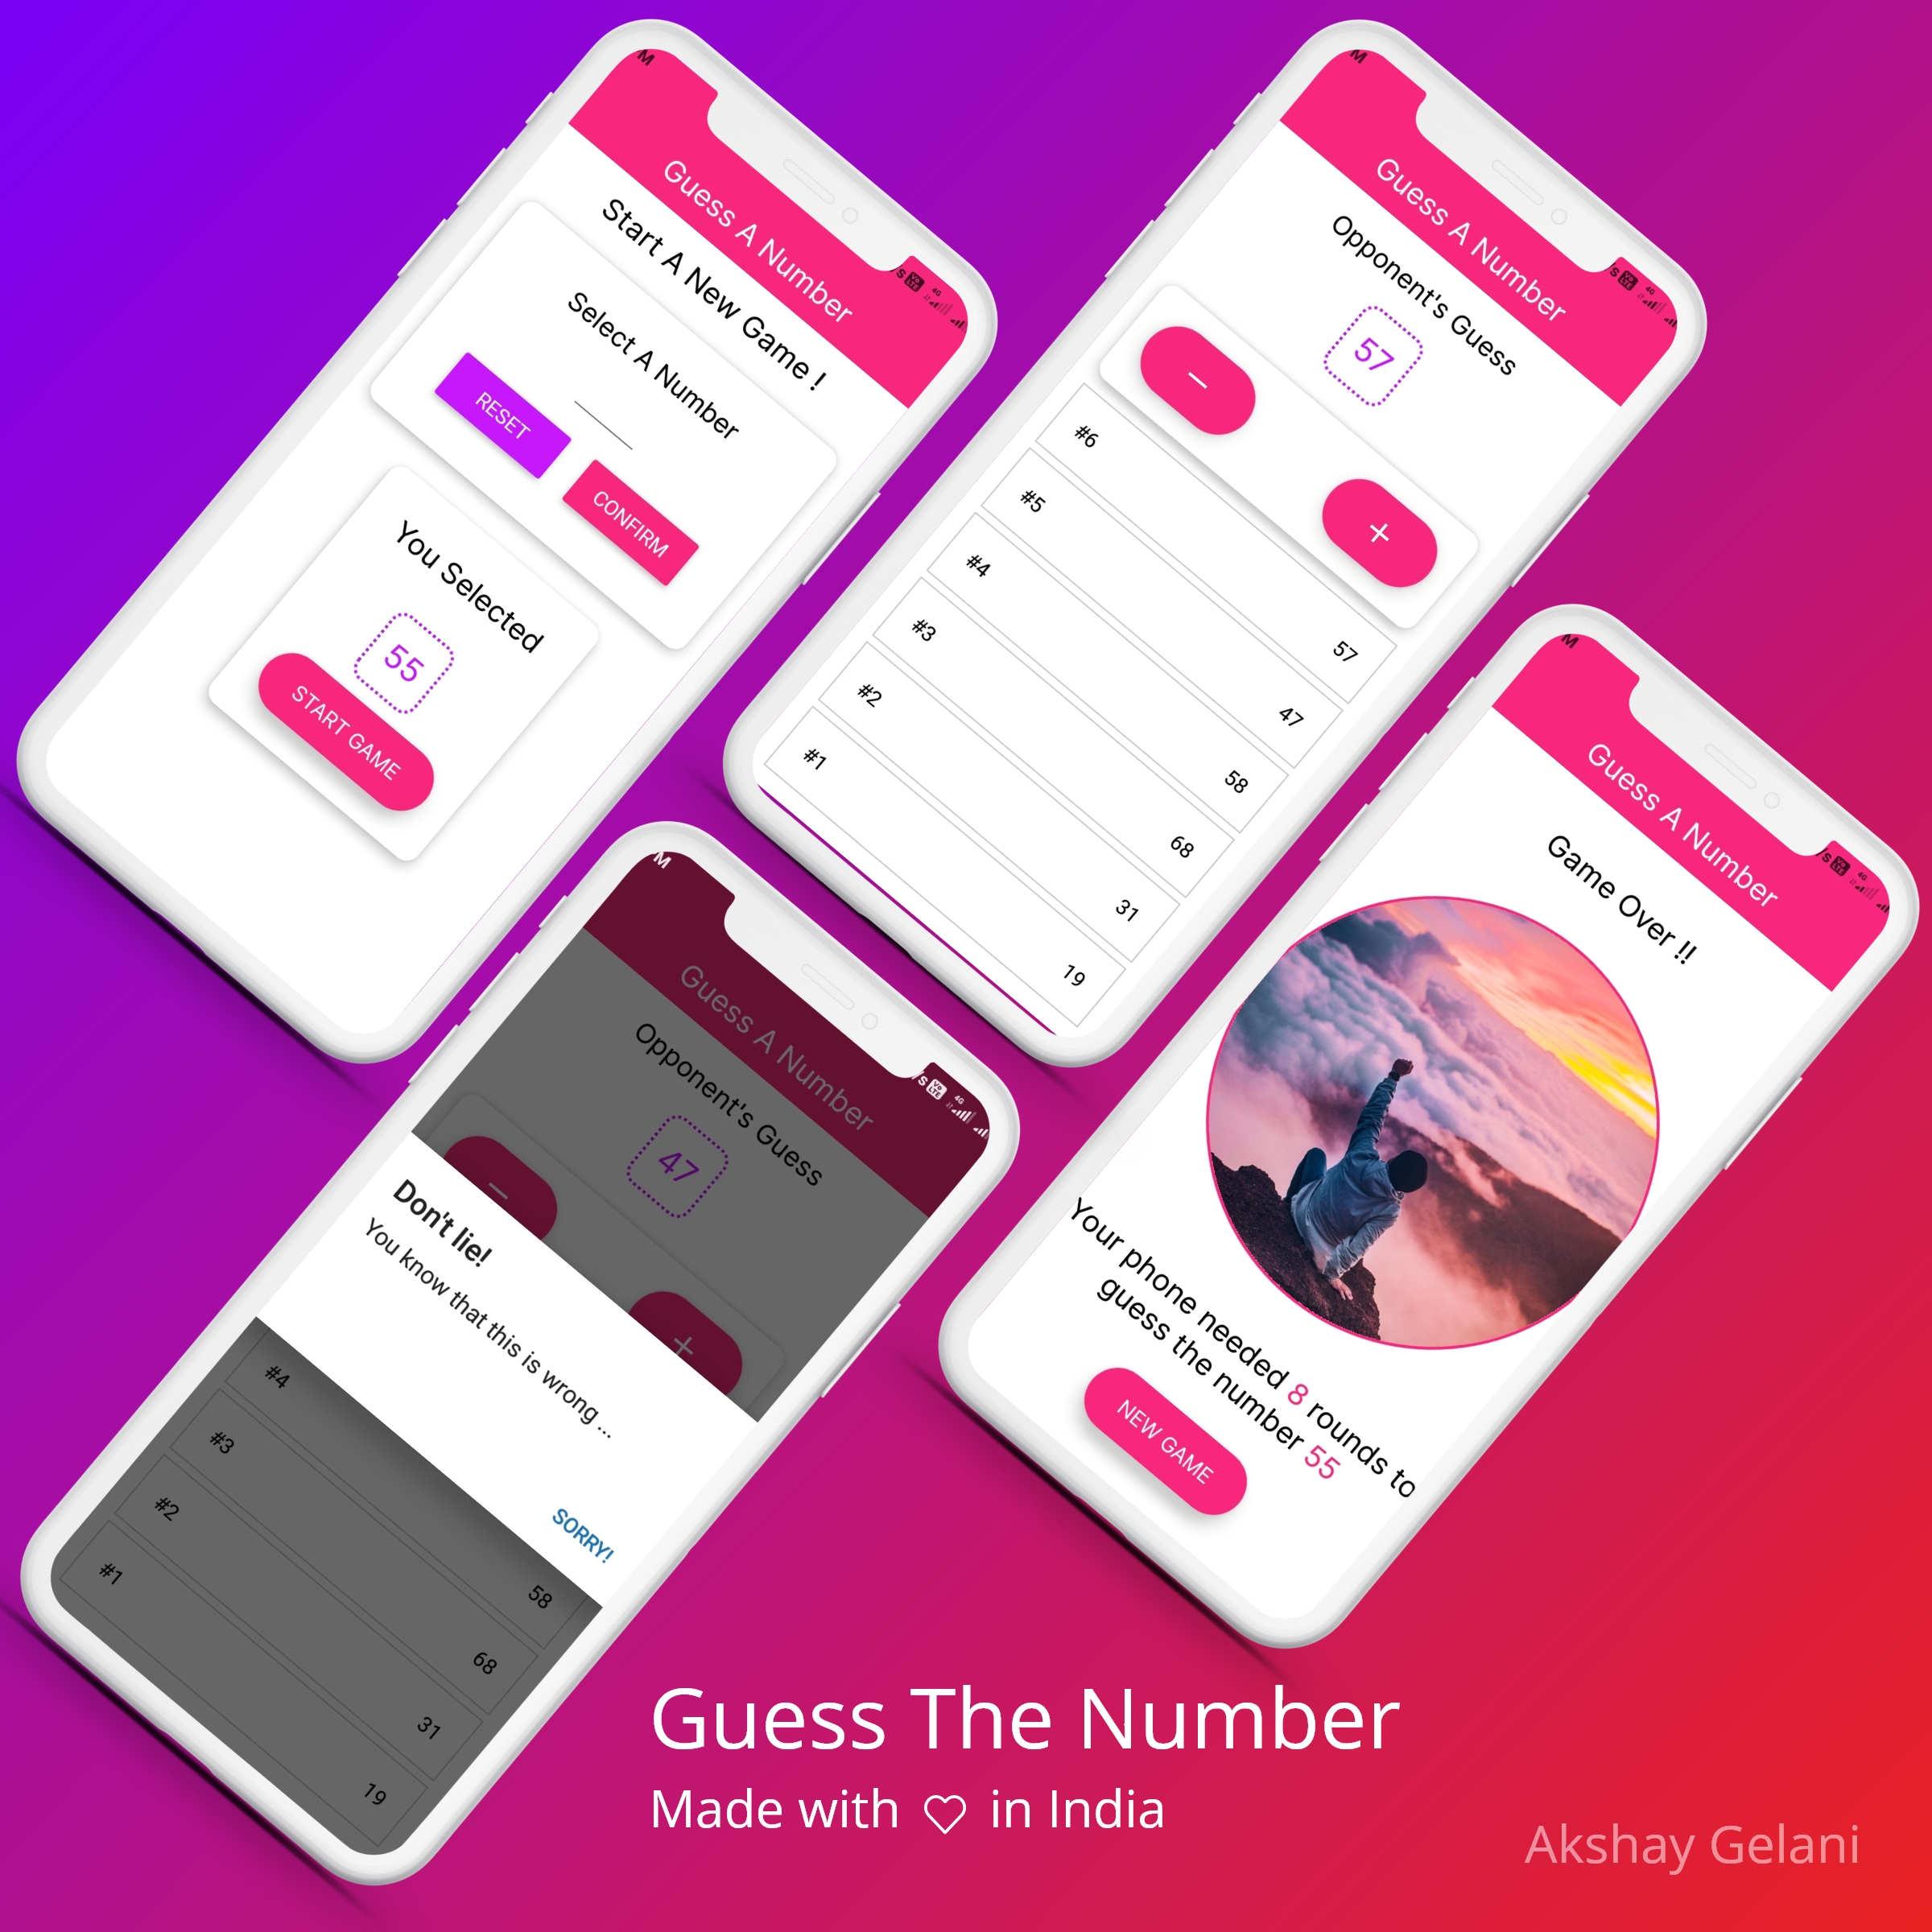 Guess A Number
Start A New Game !
Select A Number
RESET
CONFIRM
You Selected
55
START GAME
Guess A Number
Opponent's Guess
57
−
+
#6 57
#5 47
#4 58
#3 68
#2 31
#1 19
Guess A Number
Opponent's Guess
47
−
+
Don't lie!
You know that this is wrong ...
SORRY!
#4 58
#3 68
#2 31
#1 19
Guess A Number
Game Over !!
Your phone needed 8 rounds to
guess the number 55
NEW GAME
Guess The Number
Made with ♡ in India
Akshay Gelani